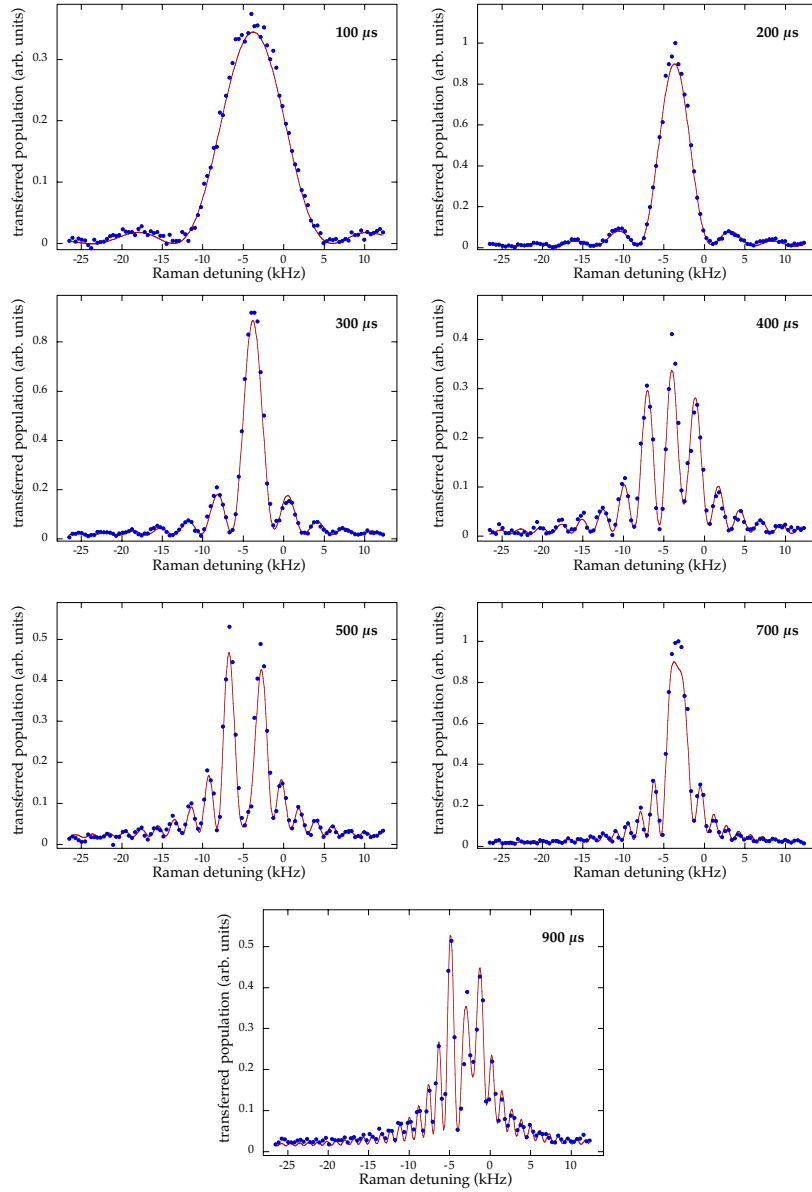 100 µs
transferred population (arb. units)
0.3
0.2
0.1
0
-25 -20 -15 -10 -5 0 5 10
Raman detuning (kHz)
200 µs
transferred population (arb. units)
1
0.8
0.6
0.4
0.2
0
-25 -20 -15 -10 -5 0 5 10
Raman detuning (kHz)
300 µs
transferred population (arb. units)
0.8
0.6
0.4
0.2
0
-25 -20 -15 -10 -5 0 5 10
Raman detuning (kHz)
400 µs
transferred population (arb. units)
0.4
0.3
0.2
0.1
0
-25 -20 -15 -10 -5 0 5 10
Raman detuning (kHz)
500 µs
transferred population (arb. units)
0.5
0.4
0.3
0.2
0.1
0
-25 -20 -15 -10 -5 0 5 10
Raman detuning (kHz)
700 µs
transferred population (arb. units)
1
0.8
0.6
0.4
0.2
0
-25 -20 -15 -10 -5 0 5 10
Raman detuning (kHz)
900 µs
transferred population (arb. units)
0.5
0.4
0.3
0.2
0.1
0
-25 -20 -15 -10 -5 0 5 10
Raman detuning (kHz)